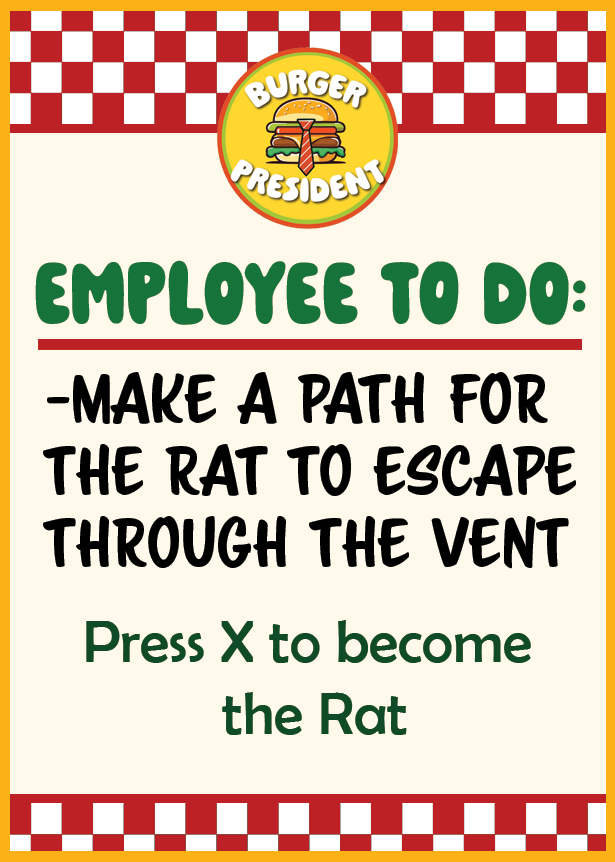 BURGER
PRESIDENT
EMPLOYEE TO DO:
-MAKE A PATH FOR
THE RAT TO ESCAPE
THROUGH THE VENT
Press X to become
the Rat